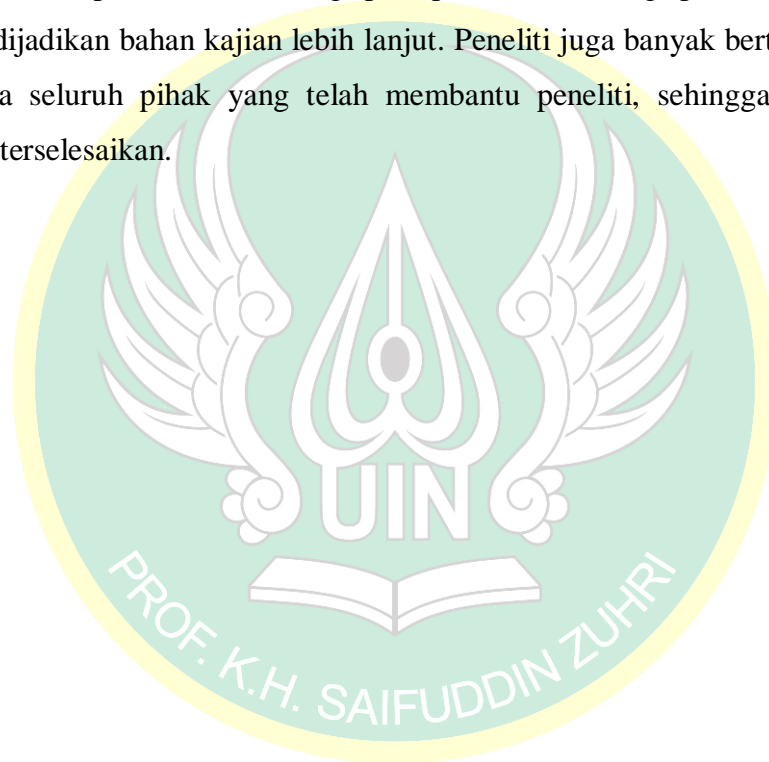 dijadikan bahan kajian lebih lanjut. Peneliti juga banyak bert
a seluruh pihak yang telah membantu peneliti, sehingga
terselesaikan.
UIN
PROF. K.H. SAIFUDDIN ZUHRI